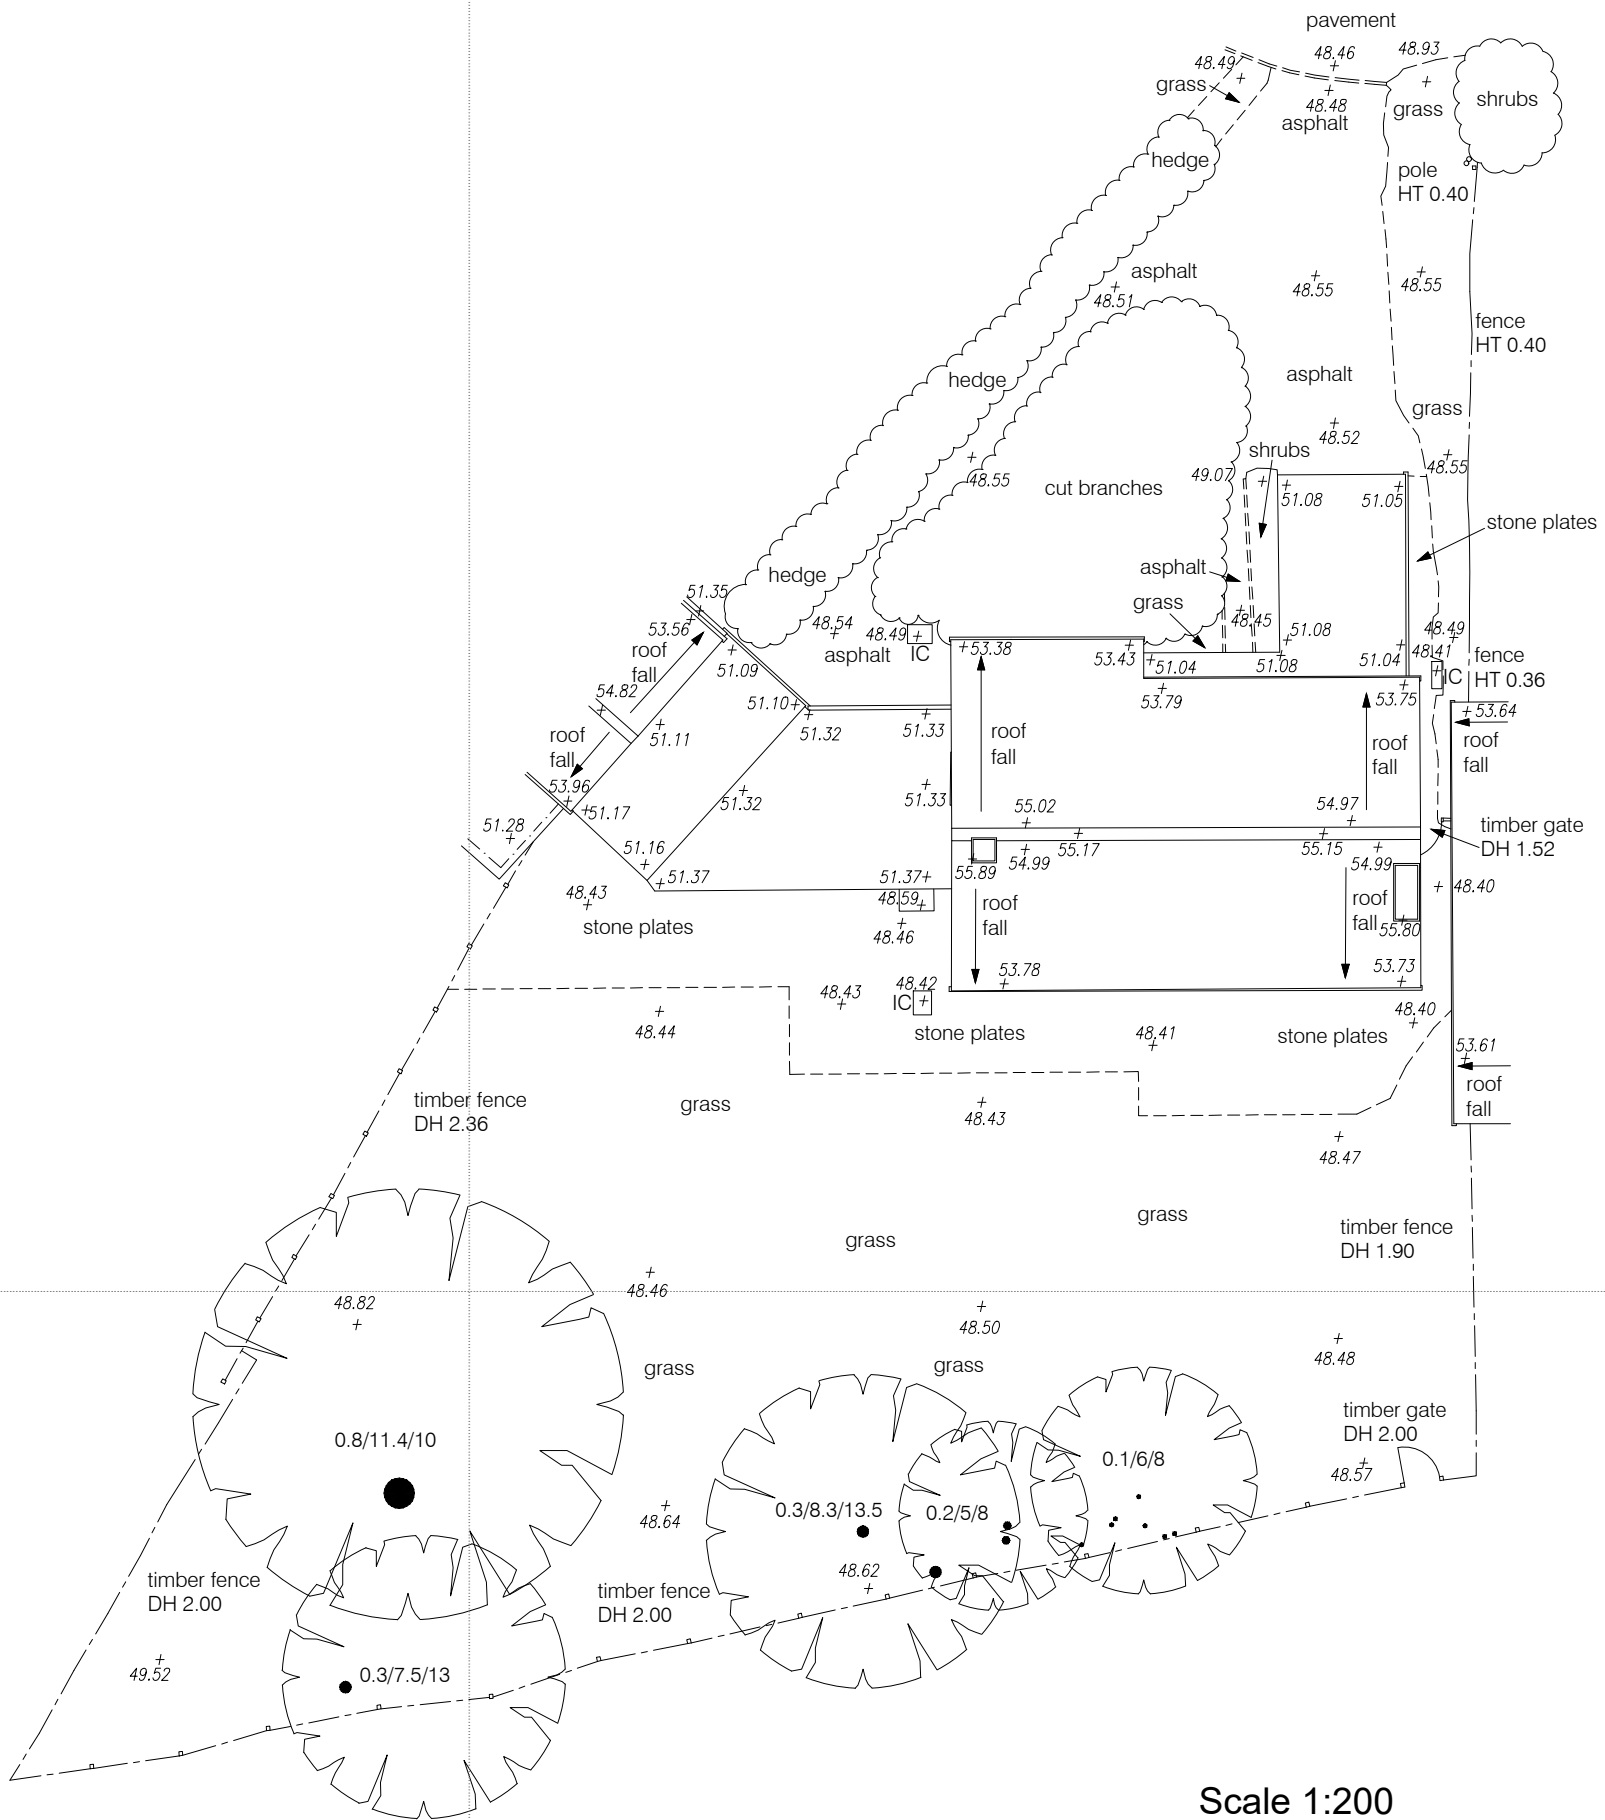 pavement
48.46
48.93
48.49
grass
48.48
asphalt
grass
shrubs
hedge
pole
HT 0.40
asphalt
48.51
48.55
48.55
fence
HT 0.40
hedge
asphalt
grass
48.52
shrubs
48.55
48.55
cut branches
49.07
51.08
51.05
stone plates
hedge
asphalt
grass
48.45
51.35
53.56
48.54
48.49
IC
asphalt
roof
fall
51.09
53.38
53.43
51.04
51.08
51.08
51.04
48.49
48.41
IC
fence
HT 0.36
54.82
51.10
51.32
51.33
53.79
53.75
53.64
roof
fall
51.11
roof
fall
roof
fall
roof
fall
53.96
51.17
51.32
51.33
55.02
54.97
51.28
timber gate
DH 1.52
51.16
51.37
51.37
55.89
54.99
55.17
55.15
54.99
48.43
stone plates
48.59
48.46
roof
fall
roof
fall
55.80
48.40
53.78
53.73
48.43
48.42
IC
48.44
stone plates
48.41
stone plates
48.40
53.61
roof
fall
timber fence
DH 2.36
grass
48.43
48.47
grass
grass
timber fence
DH 1.90
48.46
48.82
48.50
48.48
grass
grass
timber gate
DH 2.00
0.8/11.4/10
0.1/6/8
48.57
0.3/8.3/13.5
0.2/5/8
48.64
48.62
timber fence
DH 2.00
timber fence
DH 2.00
49.52
0.3/7.5/13
Scale 1:200